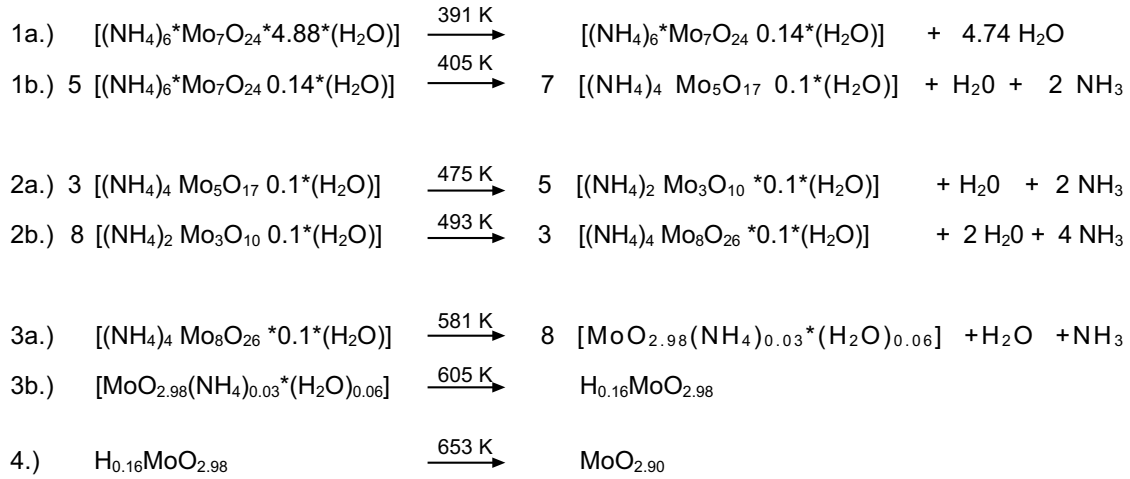 1a.) [(NH₄)₆*Mo₇O₂₄*4.88*(H₂O)] 391 K [(NH₄)₆*Mo₇O₂₄ 0.14*(H₂O)] + 4.74 H₂O
1b.) 5 [(NH₄)₆*Mo₇O₂₄ 0.14*(H₂O)] 405 K 7 [(NH₄)₄ Mo₅O₁₇ 0.1*(H₂O)] + H₂0 + 2 NH₃
2a.) 3 [(NH₄)₄ Mo₅O₁₇ 0.1*(H₂O)] 475 K 5 [(NH₄)₂ Mo₃O₁₀ *0.1*(H₂O)] + H₂0 + 2 NH₃
2b.) 8 [(NH₄)₂ Mo₃O₁₀ 0.1*(H₂O)] 493 K 3 [(NH₄)₄ Mo₈O₂₆ *0.1*(H₂O)] + 2 H₂0 + 4 NH₃
3a.) [(NH₄)₄ Mo₈O₂₆ *0.1*(H₂O)] 581 K 8 [MoO₂.₉₈(NH₄)₀.₀₃*(H₂O)₀.₀₆] +H₂O +NH₃
3b.) [MoO₂.₉₈(NH₄)₀.₀₃*(H₂O)₀.₀₆] 605 K H₀.₁₆MoO₂.₉₈
4.) H₀.₁₆MoO₂.₉₈ 653 K MoO₂.₉₀